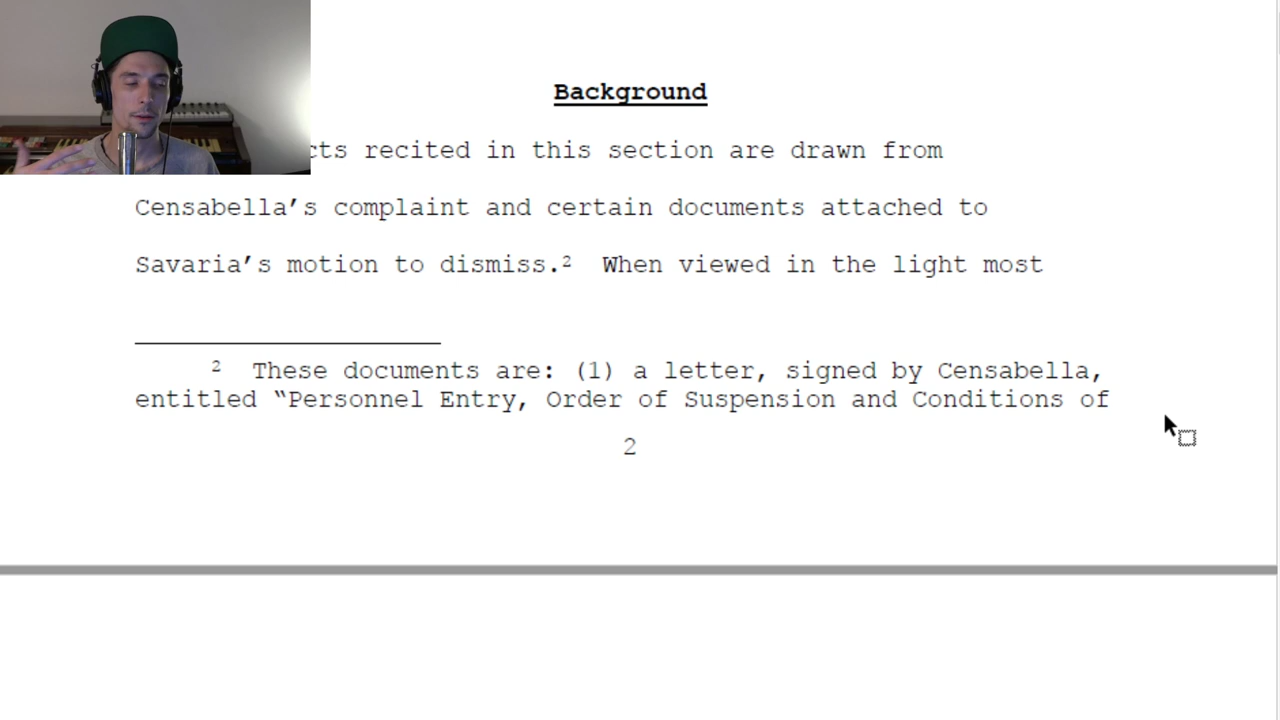 Background
cts recited in this section are drawn from
Censabella’s complaint and certain documents attached to
Savaria’s motion to dismiss.2 When viewed in the light most
2 These documents are: (1) a letter, signed by Censabella,
entitled “Personnel Entry, Order of Suspension and Conditions of
2